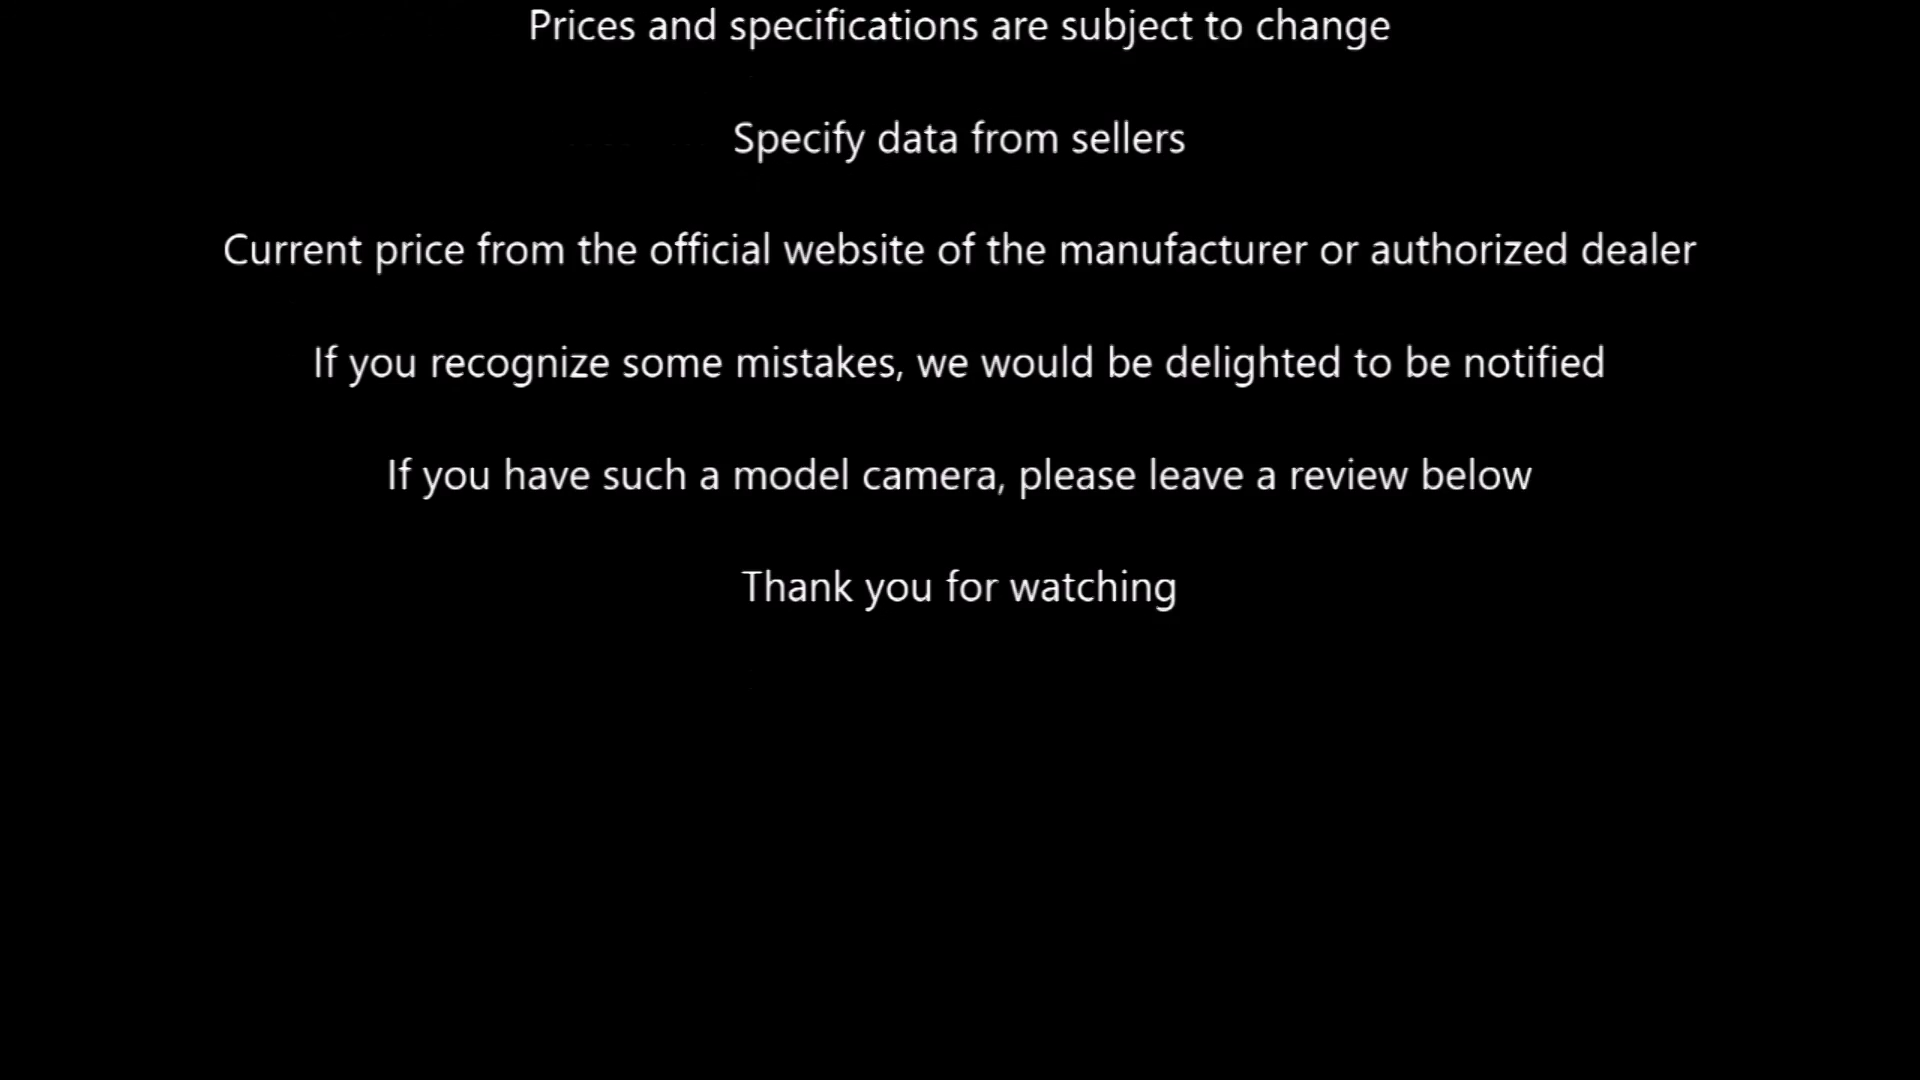 Prices and specifications are subject to change
Specify data from sellers
Current price from the official website of the manufacturer or authorized dealer
If you recognize some mistakes, we would be delighted to be notified
If you have such a model camera, please leave a review below
Thank you for watching